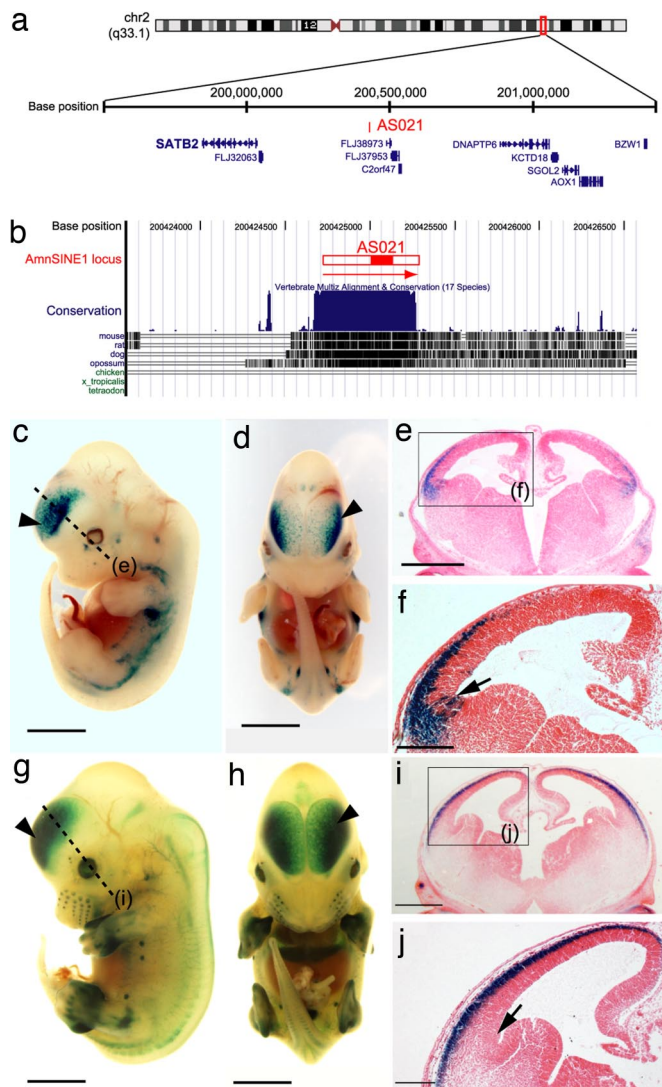 a
chr2
(q33.1)
12
Base position
200,000,000
200,500,000
201,000,000
AS021
SATB2
FLJ32063
FLJ38973
FLJ37953
C2orf47
DNAPTP6
KCTD18
SGOL2
AOX1
BZW1
b
Base position
200424000
200424500
200425000
200425500
200426000
200426500
AS021
AmnSINE1 locus
Vertebrate Multiz Alignment & Conservation (17 Species)
Conservation
mouse
rat
dog
opossum
chicken
x_tropicalis
tetraodon
c
(e)
d
e
(f)
f
g
(i)
h
i
(j)
j